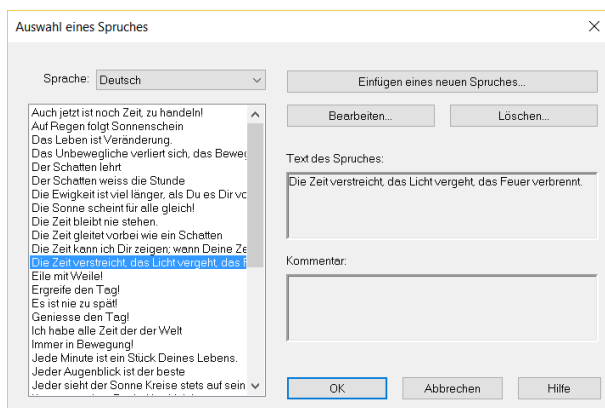 Auswahl eines Spruches
Sprache: Deutsch
Auch jetzt ist noch Zeit, zu handeln!
Auf Regen folgt Sonnenschein
Das Leben ist Veränderung.
Das Unbewegliche verliert sich, das Beweg
Der Schatten lehrt
Der Schatten weiss die Stunde
Die Ewigkeit ist viel länger, als Du es Dir vo
Die Sonne scheint für alle gleich!
Die Zeit bleibt nie stehen.
Die Zeit gleitet vorbei wie ein Schatten
Die Zeit kann ich Dir zeigen; wann Deine Ze
Die Zeit verstreicht, das Licht vergeht, das F
Eile mit Weile!
Ergreife den Tag!
Es ist nie zu spät!
Geniesse den Tag!
Ich habe alle Zeit der der Welt
Immer in Bewegung!
Jede Minute ist ein Stück Deines Lebens.
Jeder Augenblick ist der beste
Jeder sieht der Sonne Kreise stets auf sein
Einfügen eines neuen Spruches...
Bearbeiten...
Löschen...
Text des Spruches:
Die Zeit verstreicht, das Licht vergeht, das Feuer verbrennt.
Kommentar:
OK
Abbrechen
Hilfe